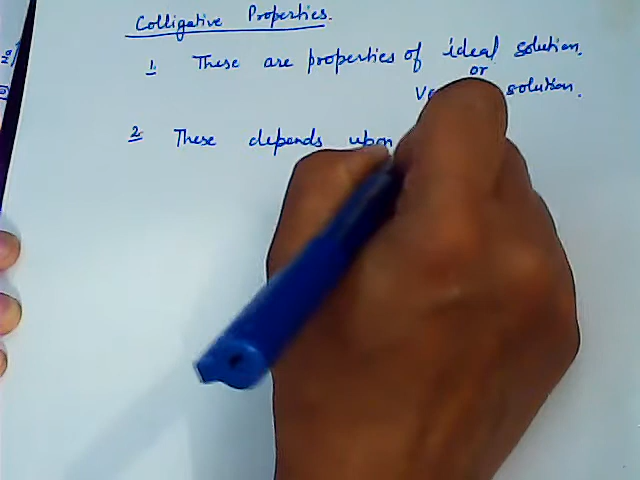 Colligative Properties.
1 These are properties of ideal solution.
or
solution.
2 These depends upon